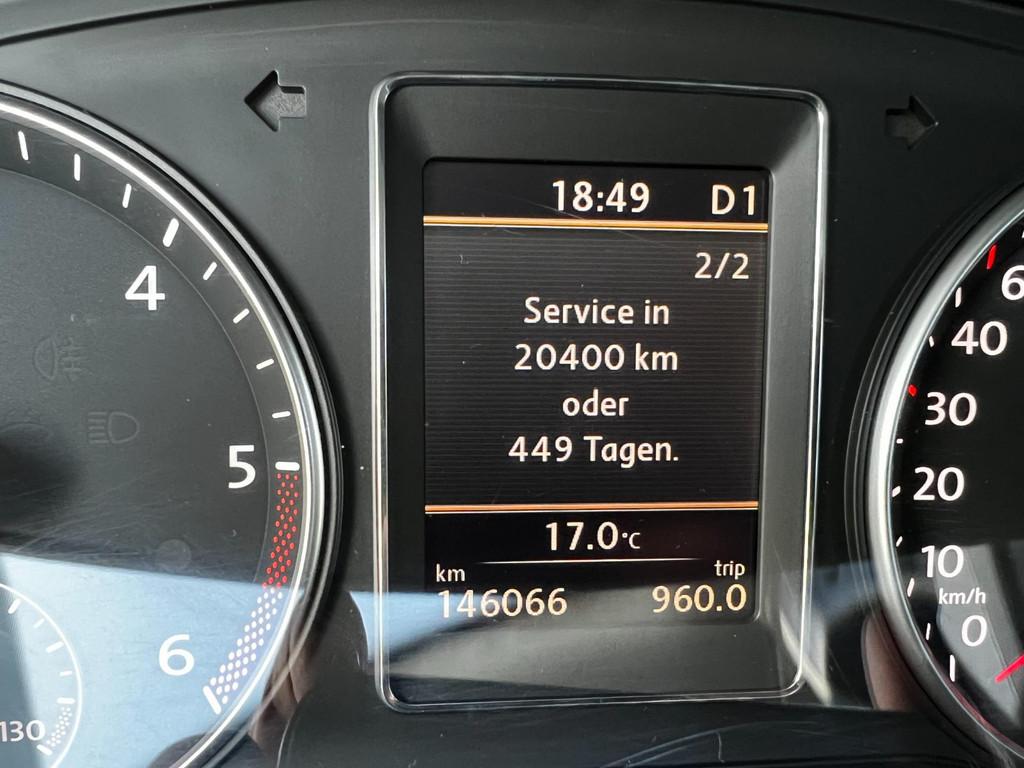 18:49 D1
2/2
Service in
20400 km
oder
449 Tagen.
17.0°C
km trip
146066 960.0
4
5
6
130
40
30
20
10
km/h
0